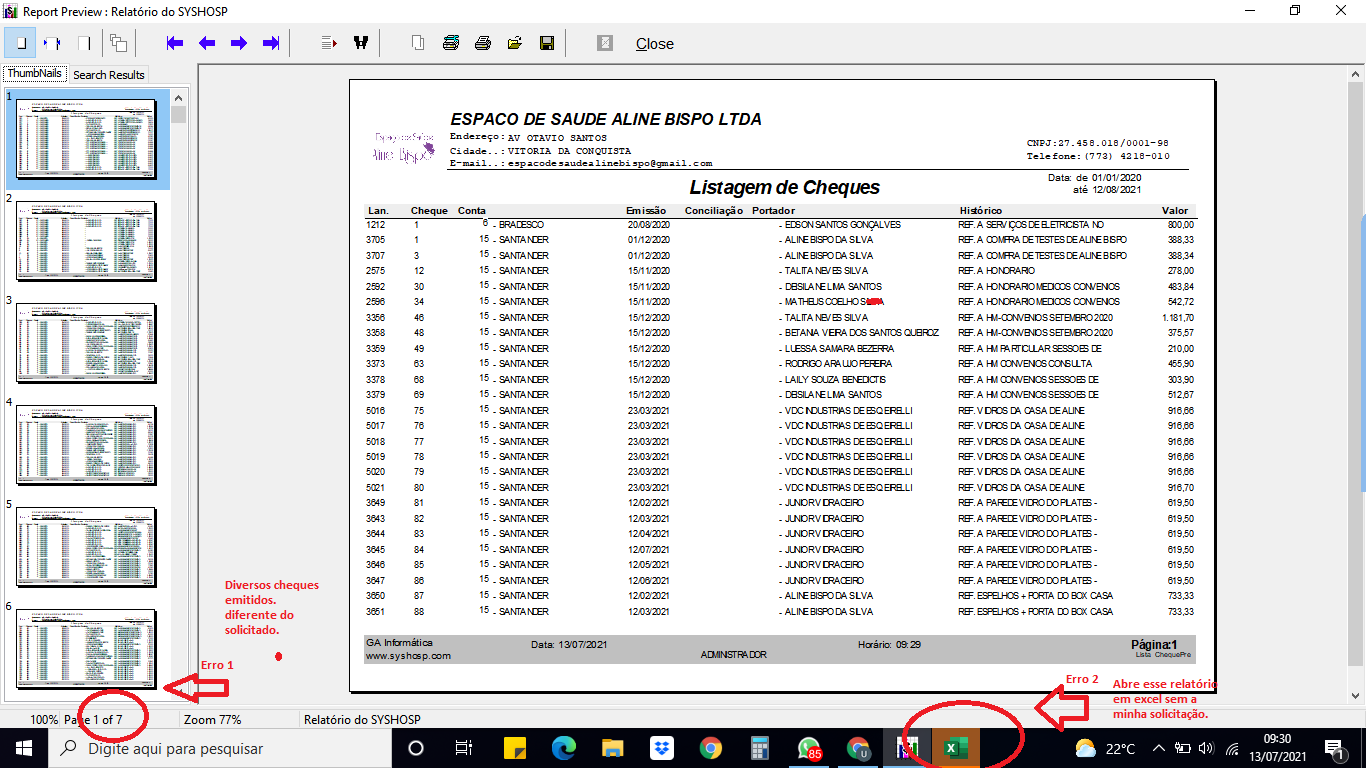 Report Preview : Relatório do SYSHOSP
Close
ThumbNails Search Results
1
2
3
4
5
6
Espaço de Saúde
Aline Bispo
ESPACO DE SAUDE ALINE BISPO LTDA
Endereço: AV OTAVIO SANTOS
Cidade..: VITORIA DA CONQUISTA
E-mail..: espacodesaudealinebispo@gmail.com
CNPJ:27.458.018/0001-98
Telefone:(773) 4218-010
Listagem de Cheques
Data: de 01/01/2020
até 12/08/2021
Lan. Cheque Conta Emissão Conciliação Portador Histórico Valor
1212 1 6 - BRADESCO 20/08/2020 - EDSON SANTOS GONÇALVES REF. A SERVIÇOS DE ELETRICISTA NO 800,00
3705 1 15 - SANTANDER 01/12/2020 - ALINE BISPO DA SILVA REF. A COMPRA DE TESTES DE ALINE BISPO 388,33
3707 3 15 - SANTANDER 01/12/2020 - ALINE BISPO DA SILVA REF. A COMPRA DE TESTES DE ALINE BISPO 388,34
2575 12 15 - SANTANDER 15/11/2020 - TALITA NEVES SILVA REF. A HONORARIO 278,00
2592 30 15 - SANTANDER 15/11/2020 - DEISILANE LIMA SANTOS REF. A HONORARIO MEDICOS CONVENIOS 483,84
2596 34 15 - SANTANDER 15/11/2020 - MATHEUS COELHO REF. A HONORARIO MEDICOS CONVENIOS 542,72
3356 46 15 - SANTANDER 15/12/2020 - TALITA NEVES SILVA REF. A HM-CONVENIOS SETEMBRO 2020 1.181,70
3358 48 15 - SANTANDER 15/12/2020 - BETANIA VIEIRA DOS SANTOS QUEIROZ REF. A HM-CONVENIOS SETEMBRO 2020 375,57
3359 49 15 - SANTANDER 15/12/2020 - LUESSA SAMARA BEZERRA REF. A HM PARTICULAR SESSOES DE 210,00
3373 63 15 - SANTANDER 15/12/2020 - RODRIGO ARAUJO PEREIRA REF. A HM CONVENIOS CONSULTA 455,90
3378 68 15 - SANTANDER 15/12/2020 - LAILY SOUZA BENEDICTIS REF. A HM CONVENIOS SESSOES DE 303,90
3379 69 15 - SANTANDER 15/12/2020 - DEISILANE LIMA SANTOS REF. A HM CONVENIOS SESSOES DE 512,67
5016 75 15 - SANTANDER 23/03/2021 - VDC INDUSTRIAS DE ESQ EIRELLI REF. VIDROS DA CASA DE ALINE 916,66
5017 76 15 - SANTANDER 23/03/2021 - VDC INDUSTRIAS DE ESQ EIRELLI REF. VIDROS DA CASA DE ALINE 916,66
5018 77 15 - SANTANDER 23/03/2021 - VDC INDUSTRIAS DE ESQ EIRELLI REF. VIDROS DA CASA DE ALINE 916,66
5019 78 15 - SANTANDER 23/03/2021 - VDC INDUSTRIAS DE ESQ EIRELLI REF. VIDROS DA CASA DE ALINE 916,66
5020 79 15 - SANTANDER 23/03/2021 - VDC INDUSTRIAS DE ESQ EIRELLI REF. VIDROS DA CASA DE ALINE 916,66
5021 80 15 - SANTANDER 23/03/2021 - VDC INDUSTRIAS DE ESQ EIRELLI REF. VIDROS DA CASA DE ALINE 916,70
3649 81 15 - SANTANDER 12/02/2021 - JUNIOR VIDRACEIRO REF. A PAREDE VIDRO DO PILATES - 619,50
3643 82 15 - SANTANDER 12/03/2021 - JUNIOR VIDRACEIRO REF. A PAREDE VIDRO DO PILATES - 619,50
3644 83 15 - SANTANDER 12/04/2021 - JUNIOR VIDRACEIRO REF. A PAREDE VIDRO DO PILATES - 619,50
3645 84 15 - SANTANDER 12/07/2021 - JUNIOR VIDRACEIRO REF. A PAREDE VIDRO DO PILATES - 619,50
3646 85 15 - SANTANDER 12/05/2021 - JUNIOR VIDRACEIRO REF. A PAREDE VIDRO DO PILATES - 619,50
3647 86 15 - SANTANDER 12/06/2021 - JUNIOR VIDRACEIRO REF. A PAREDE VIDRO DO PILATES - 619,50
3650 87 15 - SANTANDER 12/02/2021 - ALINE BISPO DA SILVA REF. ESPELHOS + PORTA DO BOX CASA 733,33
3651 88 15 - SANTANDER 12/03/2021 - ALINE BISPO DA SILVA REF. ESPELHOS + PORTA DO BOX CASA 733,33
GA Informática Data: 13/07/2021 Horário: 09:29 Página:1
www.syshosp.com ADMINISTRADOR Lista ChequePre
Diversos cheques
emitidos.
diferente do
solicitado.
Erro 1
Erro 2
Abre esse relatório
em excel sem a
minha solicitação.
100% Page 1 of 7 Zoom 77% Relatório do SYSHOSP
Digite aqui para pesquisar
85
U
22°C
09:30
13/07/2021
1